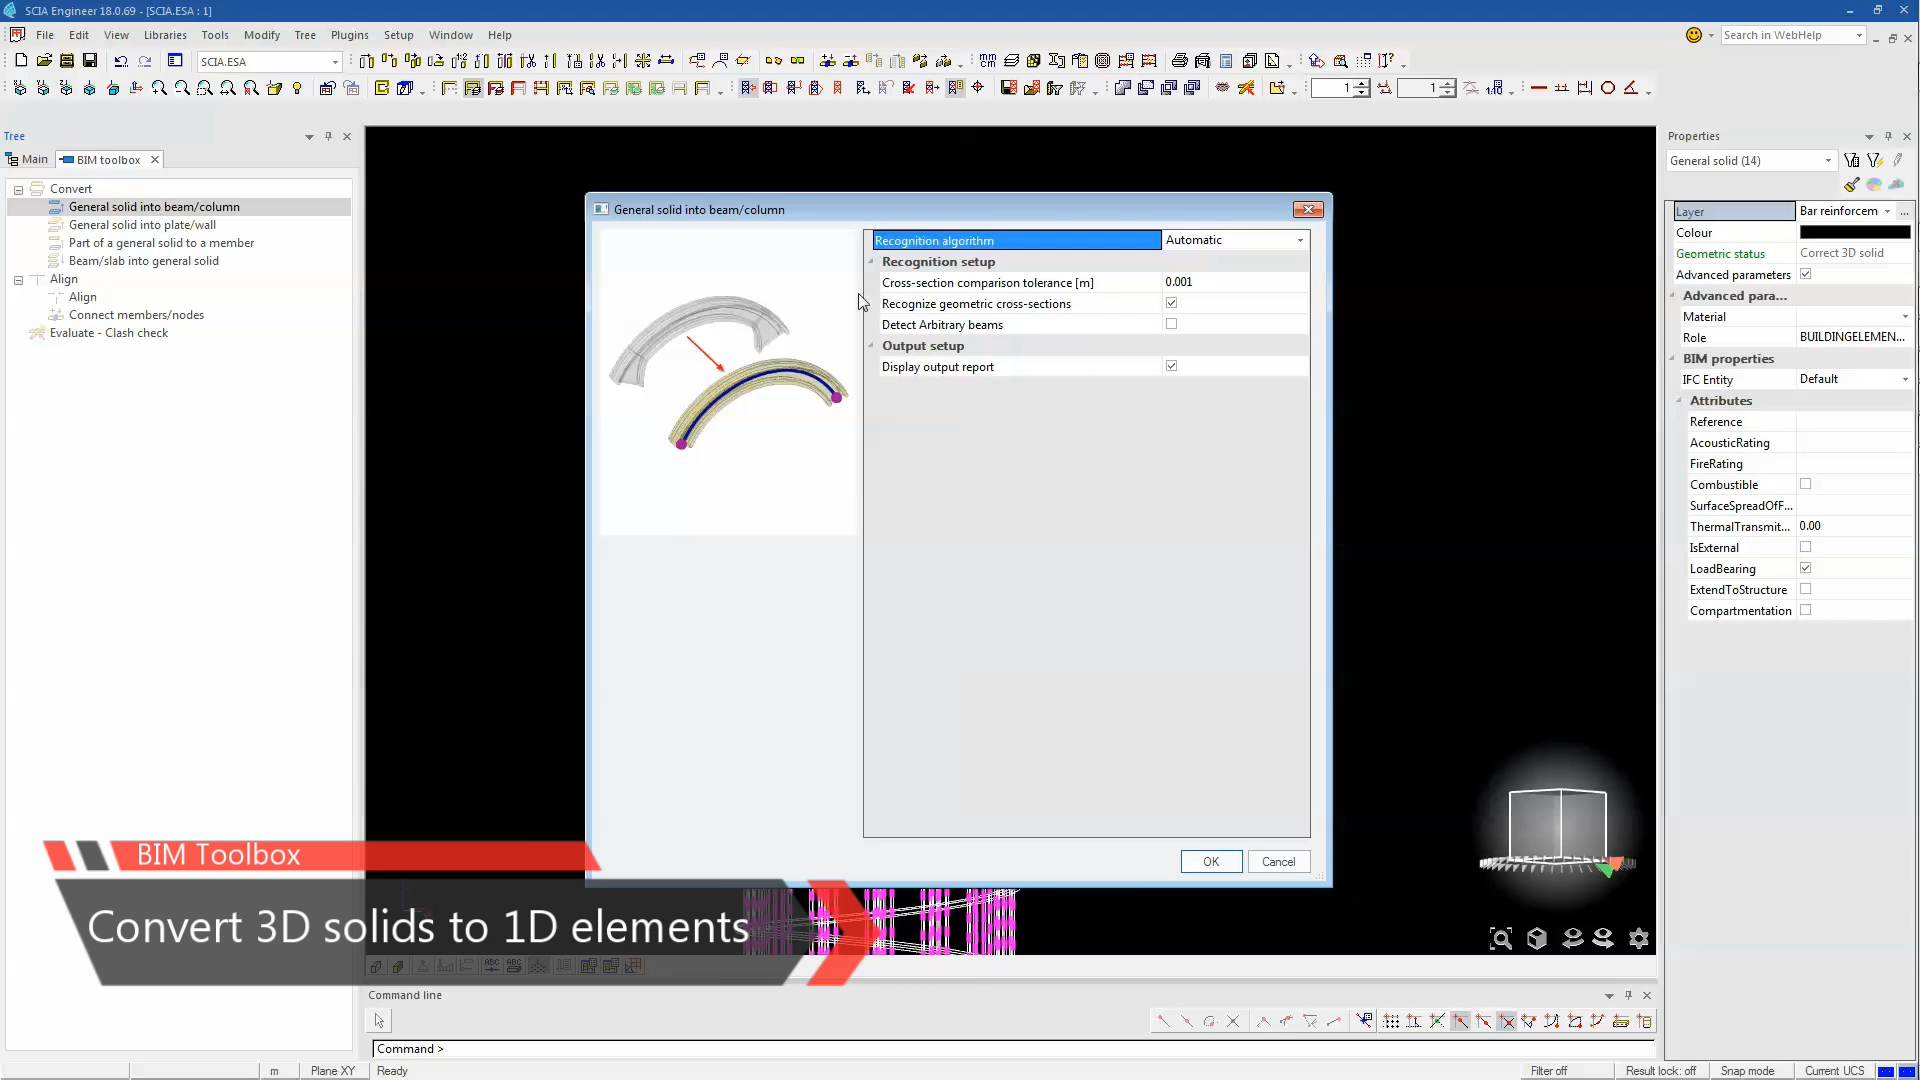 SCIA Engineer 18.0.69 - [SCIA.ESA : 1]
File Edit View Libraries Tools Modify Tree Plugins Setup Window Help
Search in WebHelp
SCIA.ESA
1 1
Tree
Main BIM toolbox
Convert
General solid into beam/column
General solid into plate/wall
Part of a general solid to a member
Beam/slab into general solid
Align
Align
Connect members/nodes
Evaluate - Clash check
General solid into beam/column
Recognition algorithm Automatic
Recognition setup
Cross-section comparison tolerance [m] 0.001
Recognize geometric cross-sections
Detect Arbitrary beams
Output setup
Display output report
OK Cancel
Properties
General solid (14)
Layer Bar reinforcem ...
Colour
Geometric status Correct 3D solid
Advanced parameters
Advanced para...
Material
Role BUILDINGELEMEN...
BIM properties
IFC Entity Default
Attributes
Reference
AcousticRating
FireRating
Combustible
SurfaceSpreadOfF...
ThermalTransmit... 0.00
IsExternal
LoadBearing
ExtendToStructure
Compartmentation
BIM Toolbox
Convert 3D solids to 1D elements
Command line
Command >
m Plane XY Ready Filter off Result lock: off Snap mode Current UCS